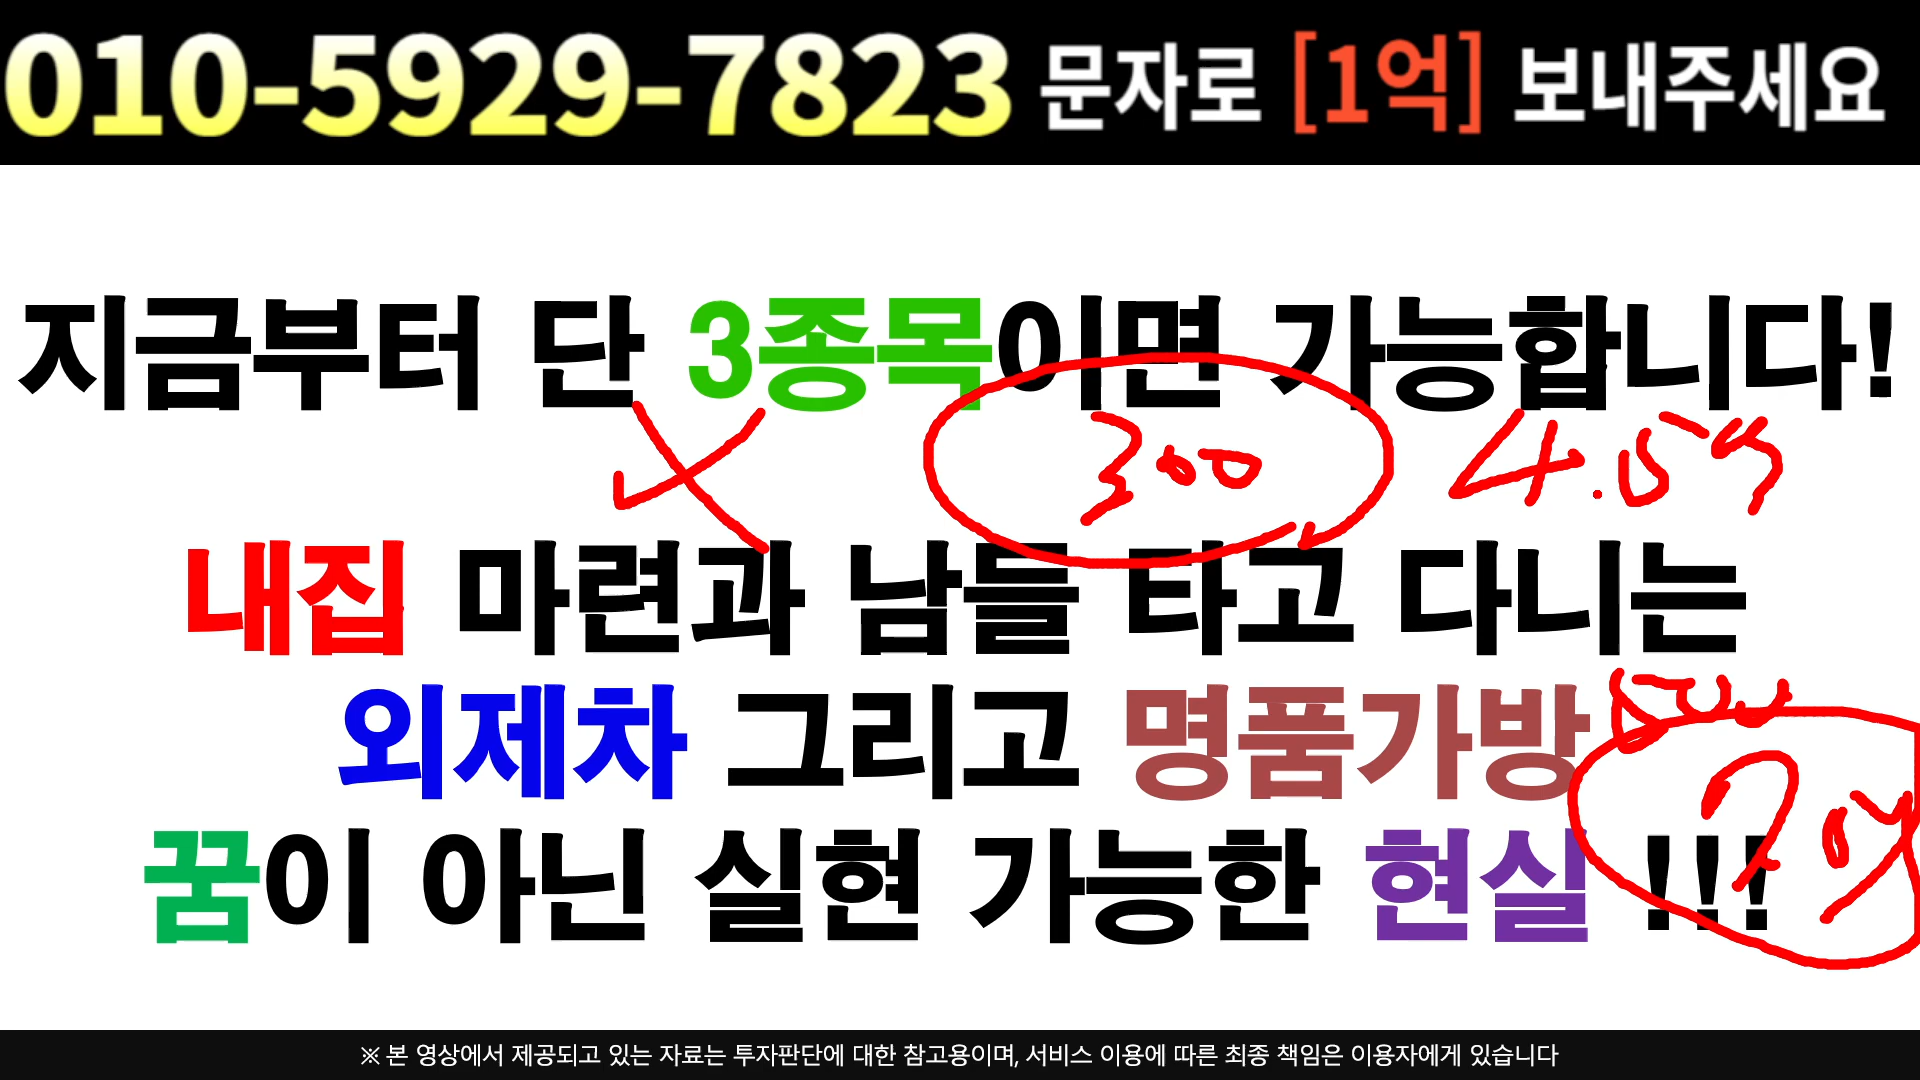 010-5929-7823 문자로 [1억] 보내주세요
지금부터 단 3종목이면 가능합니다!
300 4.5억
내집 마련과 남들 타고 다니는
외제차 그리고 명품가방
꿈이 아닌 실현 가능한 현실 !!!
※ 본 영상에서 제공되고 있는 자료는 투자판단에 대한 참고용이며, 서비스 이용에 따른 최종 책임은 이용자에게 있습니다